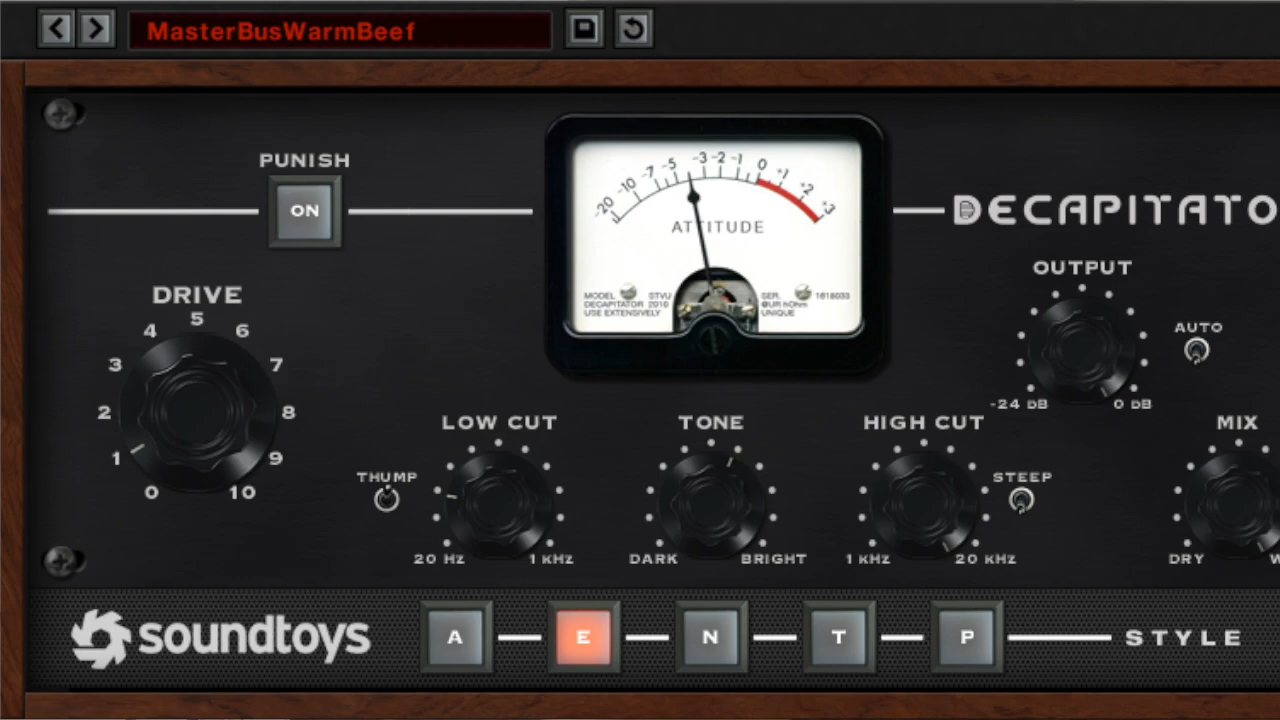 MasterBusWarmBeef
PUNISH
ON
-20 -10 -7 -5 -3 -2 -1 0 +1 +2 +3
ATTITUDE
MODEL STVU GER. 1618033
DECAPITATOR 2010 @UR hOhm
USE EXTENSIVELY UNIQUE
DECAPITATO
DRIVE
0 1 2 3 4 5 6 7 8 9 10
OUTPUT
-24 dB 0 dB
AUTO
THUMP
LOW CUT
20 Hz 1 kHz
TONE
DARK BRIGHT
HIGH CUT
1 kHz 20 kHz
STEEP
MIX
DRY W
soundtoys
A E N T P STYLE